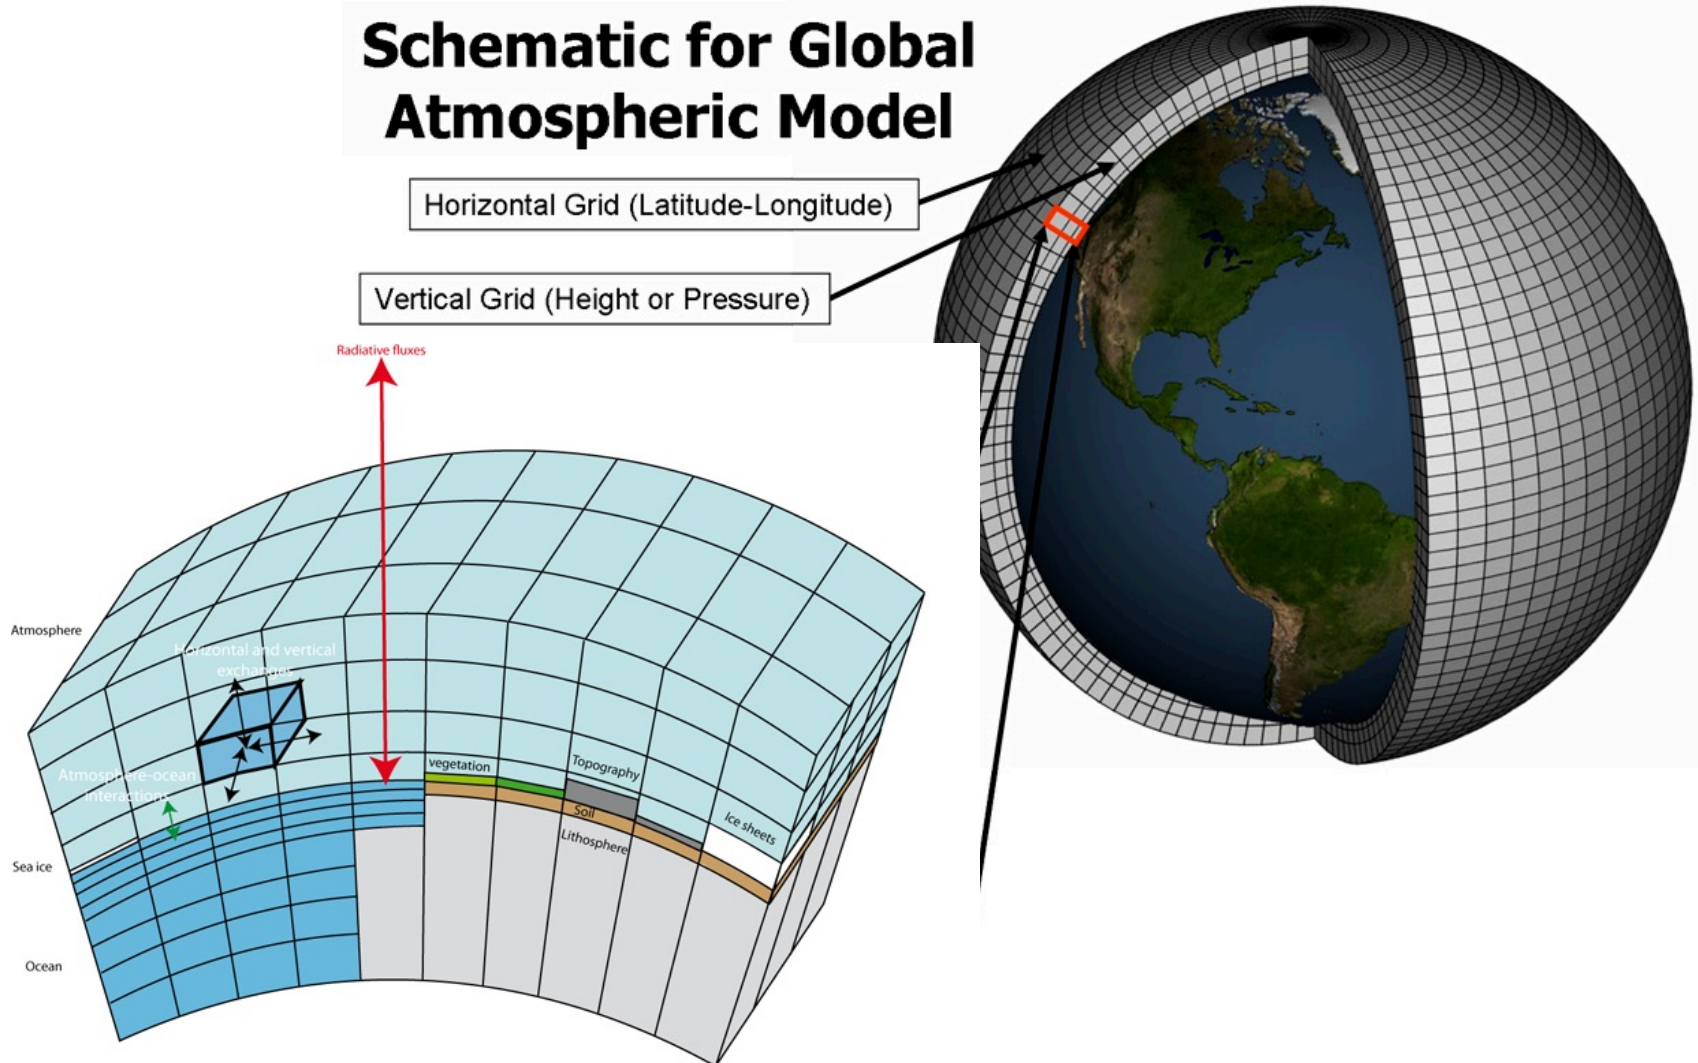 Schematic for Global
Atmospheric Model
Horizontal Grid (Latitude-Longitude)
Vertical Grid (Height or Pressure)
Radiative fluxes
Atmosphere
Horizontal and vertical
exchanges
Atmosphere-ocean
interactions
vegetation
Topography
Soil
Lithosphere
Ice sheets
Sea ice
Ocean